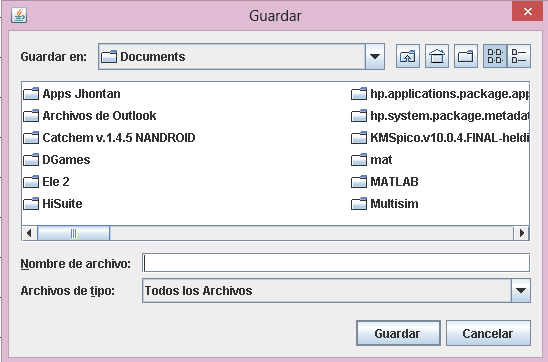 Guardar
Guardar en: Documents
Apps Jhontan
Archivos de Outlook
Catchem v.1.4.5 NANDROID
DGames
Ele 2
HiSuite
hp.applications.package.app
hp.system.package.metadat
KMSpico.v10.0.4.FINAL-heldi
mat
MATLAB
Multisim
Nombre de archivo:
Archivos de tipo: Todos los Archivos
Guardar Cancelar